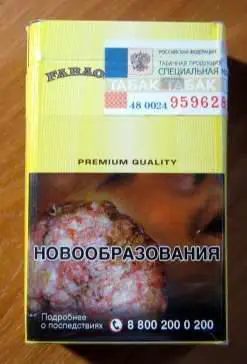 РОССИЙСКАЯ ФЕДЕРАЦИЯ
ТАБАЧНАЯ ПРОДУКЦИЯ
СПЕЦИАЛЬНАЯ
FARAO
ТАБАК ТАБАК
48 0024 959628
PREMIUM QUALITY
НОВООБРАЗОВАНИЯ
Подробнее
о последствиях
8 800 200 0 200